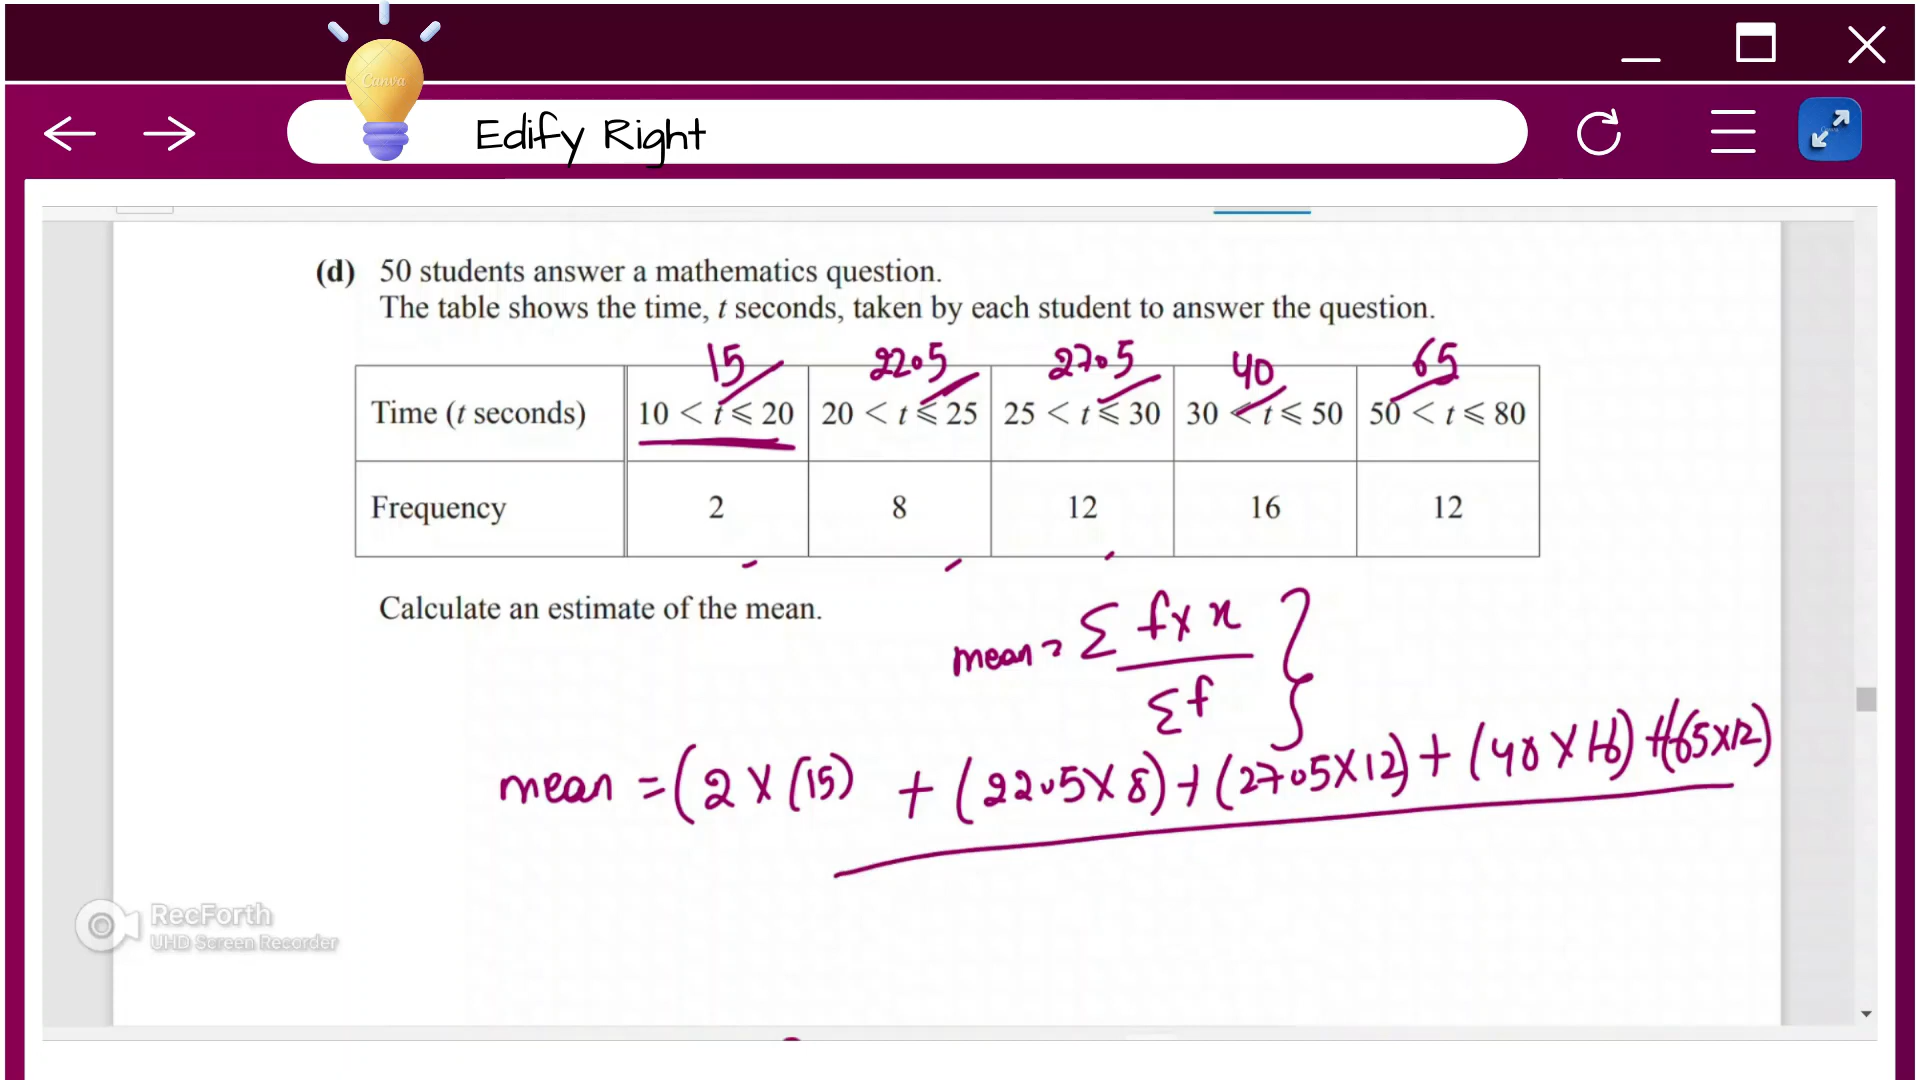 Canva
Edify Right
(d) 50 students answer a mathematics question.
The table shows the time, t seconds, taken by each student to answer the question.
15 22.5 27.5 40 65
Time (t seconds) 10 < t ⩽ 20 20 < t ⩽ 25 25 < t ⩽ 30 30 < t ⩽ 50 50 < t ⩽ 80
Frequency 2 8 12 16 12
Calculate an estimate of the mean.
mean = Σ f x x
Σf
mean = (2 X (15) + (22.5 X 8) + (27.5 X 12) + (40 X 16) + (65 X 12)
RecForth
UHD Screen Recorder